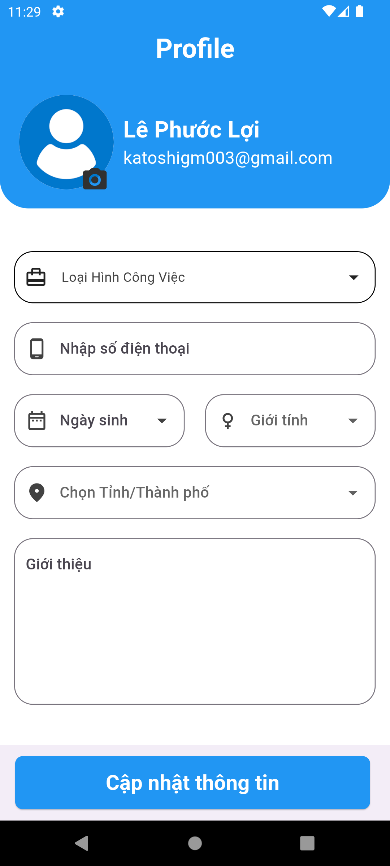 11:29
Profile
Lê Phước Lợi
katoshigm003@gmail.com
Loại Hình Công Việc
Nhập số điện thoại
Ngày sinh
Giới tính
Chọn Tỉnh/Thành phố
Giới thiệu
Cập nhật thông tin